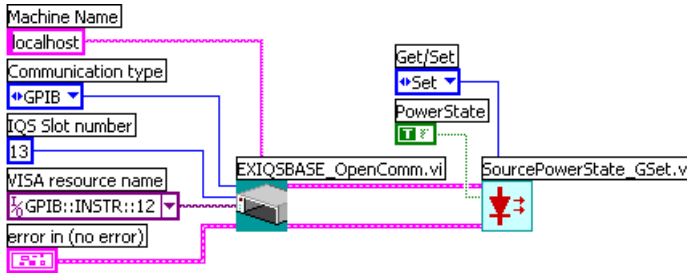 Machine Name
localhost
Communication type
GPIB
IQS Slot number
13
VISA resource name
GPIB::INSTR::12
error in (no error)
EXIQSBASE_OpenComm.vi
Get/Set
Set
PowerState
T F
SourcePowerState_GSet.v